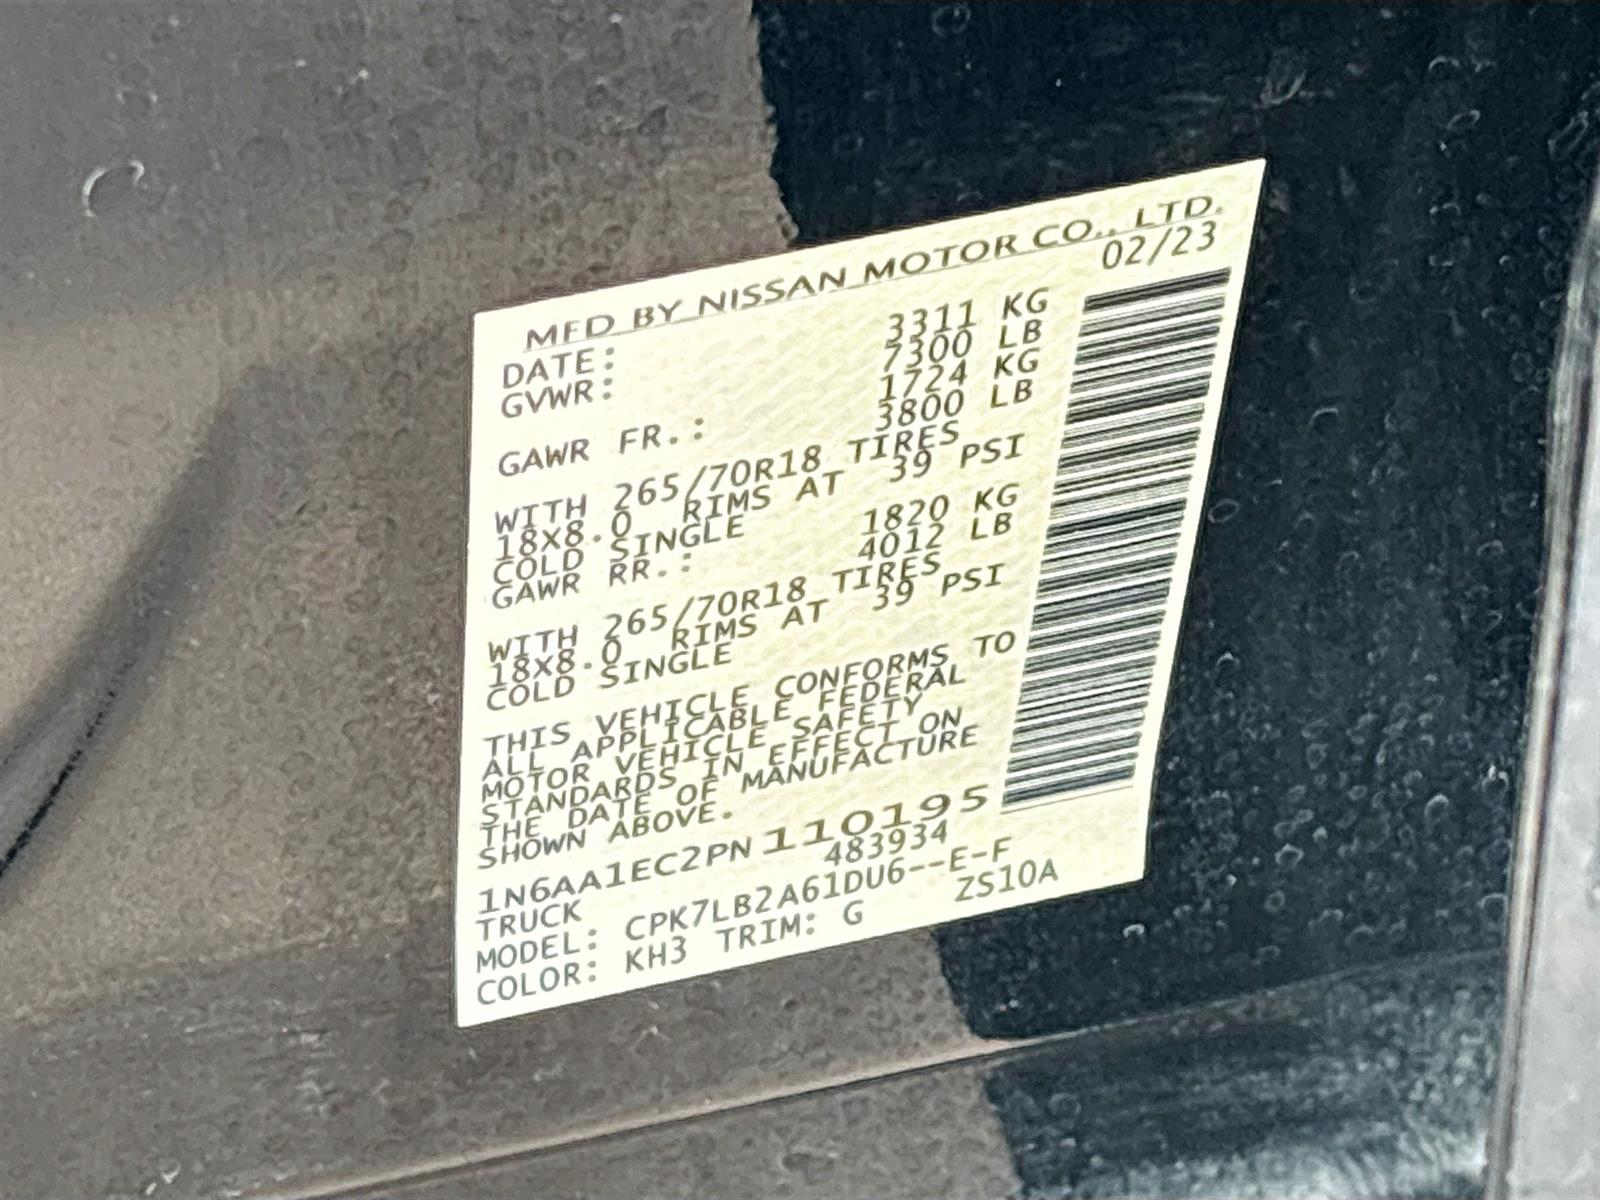 MFD BY NISSAN MOTOR CO., LTD.
DATE: 02/23
GVWR: 3311 KG
7300 LB
GAWR FR.: 1724 KG
3800 LB
WITH 265/70R18 TIRES
18X8.0 RIMS AT 39 PSI
COLD SINGLE
GAWR RR.: 1820 KG
4012 LB
WITH 265/70R18 TIRES
18X8.0 RIMS AT 39 PSI
COLD SINGLE
THIS VEHICLE CONFORMS TO
ALL APPLICABLE FEDERAL
MOTOR VEHICLE SAFETY
STANDARDS IN EFFECT ON
THE DATE OF MANUFACTURE
SHOWN ABOVE.
1N6AA1EC2PN110195
TRUCK 483934
MODEL: CPK7LB2A61DU6--E-F
COLOR: KH3 TRIM: G ZS10A